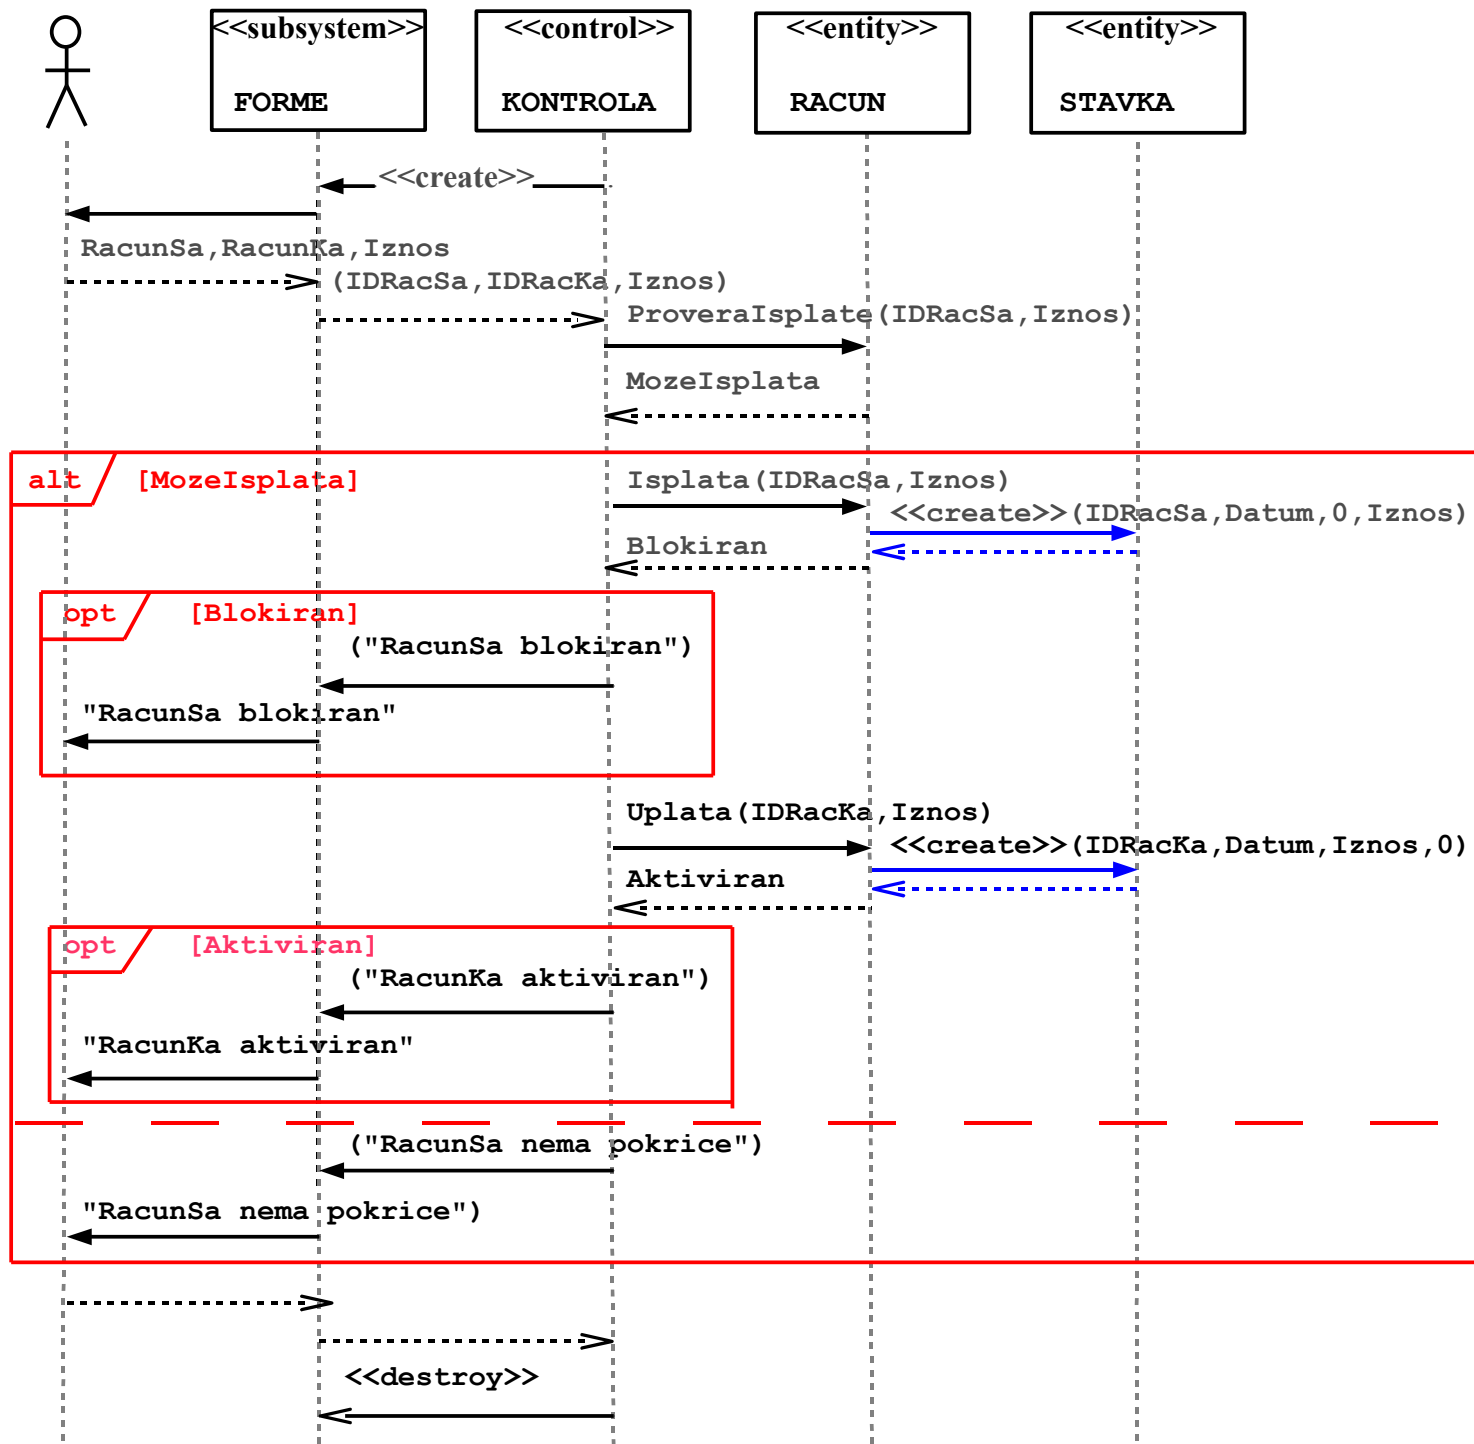 <<subsystem>> <<control>> <<entity>> <<entity>>
FORME KONTROLA RACUN STAVKA
<<create>>
RacunSa,RacunKa,Iznos
(IDRacSa,IDRacKa,Iznos)
ProveraIsplate(IDRacSa,Iznos)
MozeIsplata
alt [MozeIsplata] Isplata(IDRacSa,Iznos)
<<create>>(IDRacSa,Datum,0,Iznos)
Blokiran
opt [Blokiran]
("RacunSa blokiran")
"RacunSa blokiran"
Uplata(IDRacKa,Iznos)
<<create>>(IDRacKa,Datum,Iznos,0)
Aktiviran
opt [Aktiviran]
("RacunKa aktiviran")
"RacunKa aktiviran"
("RacunSa nema pokrice")
"RacunSa nema pokrice")
<<destroy>>